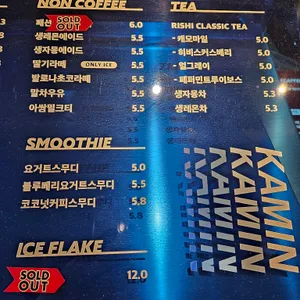 NON COFFEE
SOLD OUT
6.0
생레몬에이드 5.5
생자몽에이드 5.5
딸기라떼 ONLY ICE 5.5
발로나초코라떼 5.5
말차우유 5.5
아쌈밀크티 5.5
SMOOTHIE
요거트스무디 5.0
블루베리요거트스무디 5.5
코코넛커피스무디 5.8
ICE FLAKE
SOLD OUT
12.0
TEA
RISHI CLASSIC TEA
- 캐모마일 5.0
- 히비스커스베리 5.0
- 얼그레이 5.0
- 페퍼민트루이보스 5.0
생자몽차 5.3
생레몬차 5.3
KAMIN
KAMIN
KAMIN